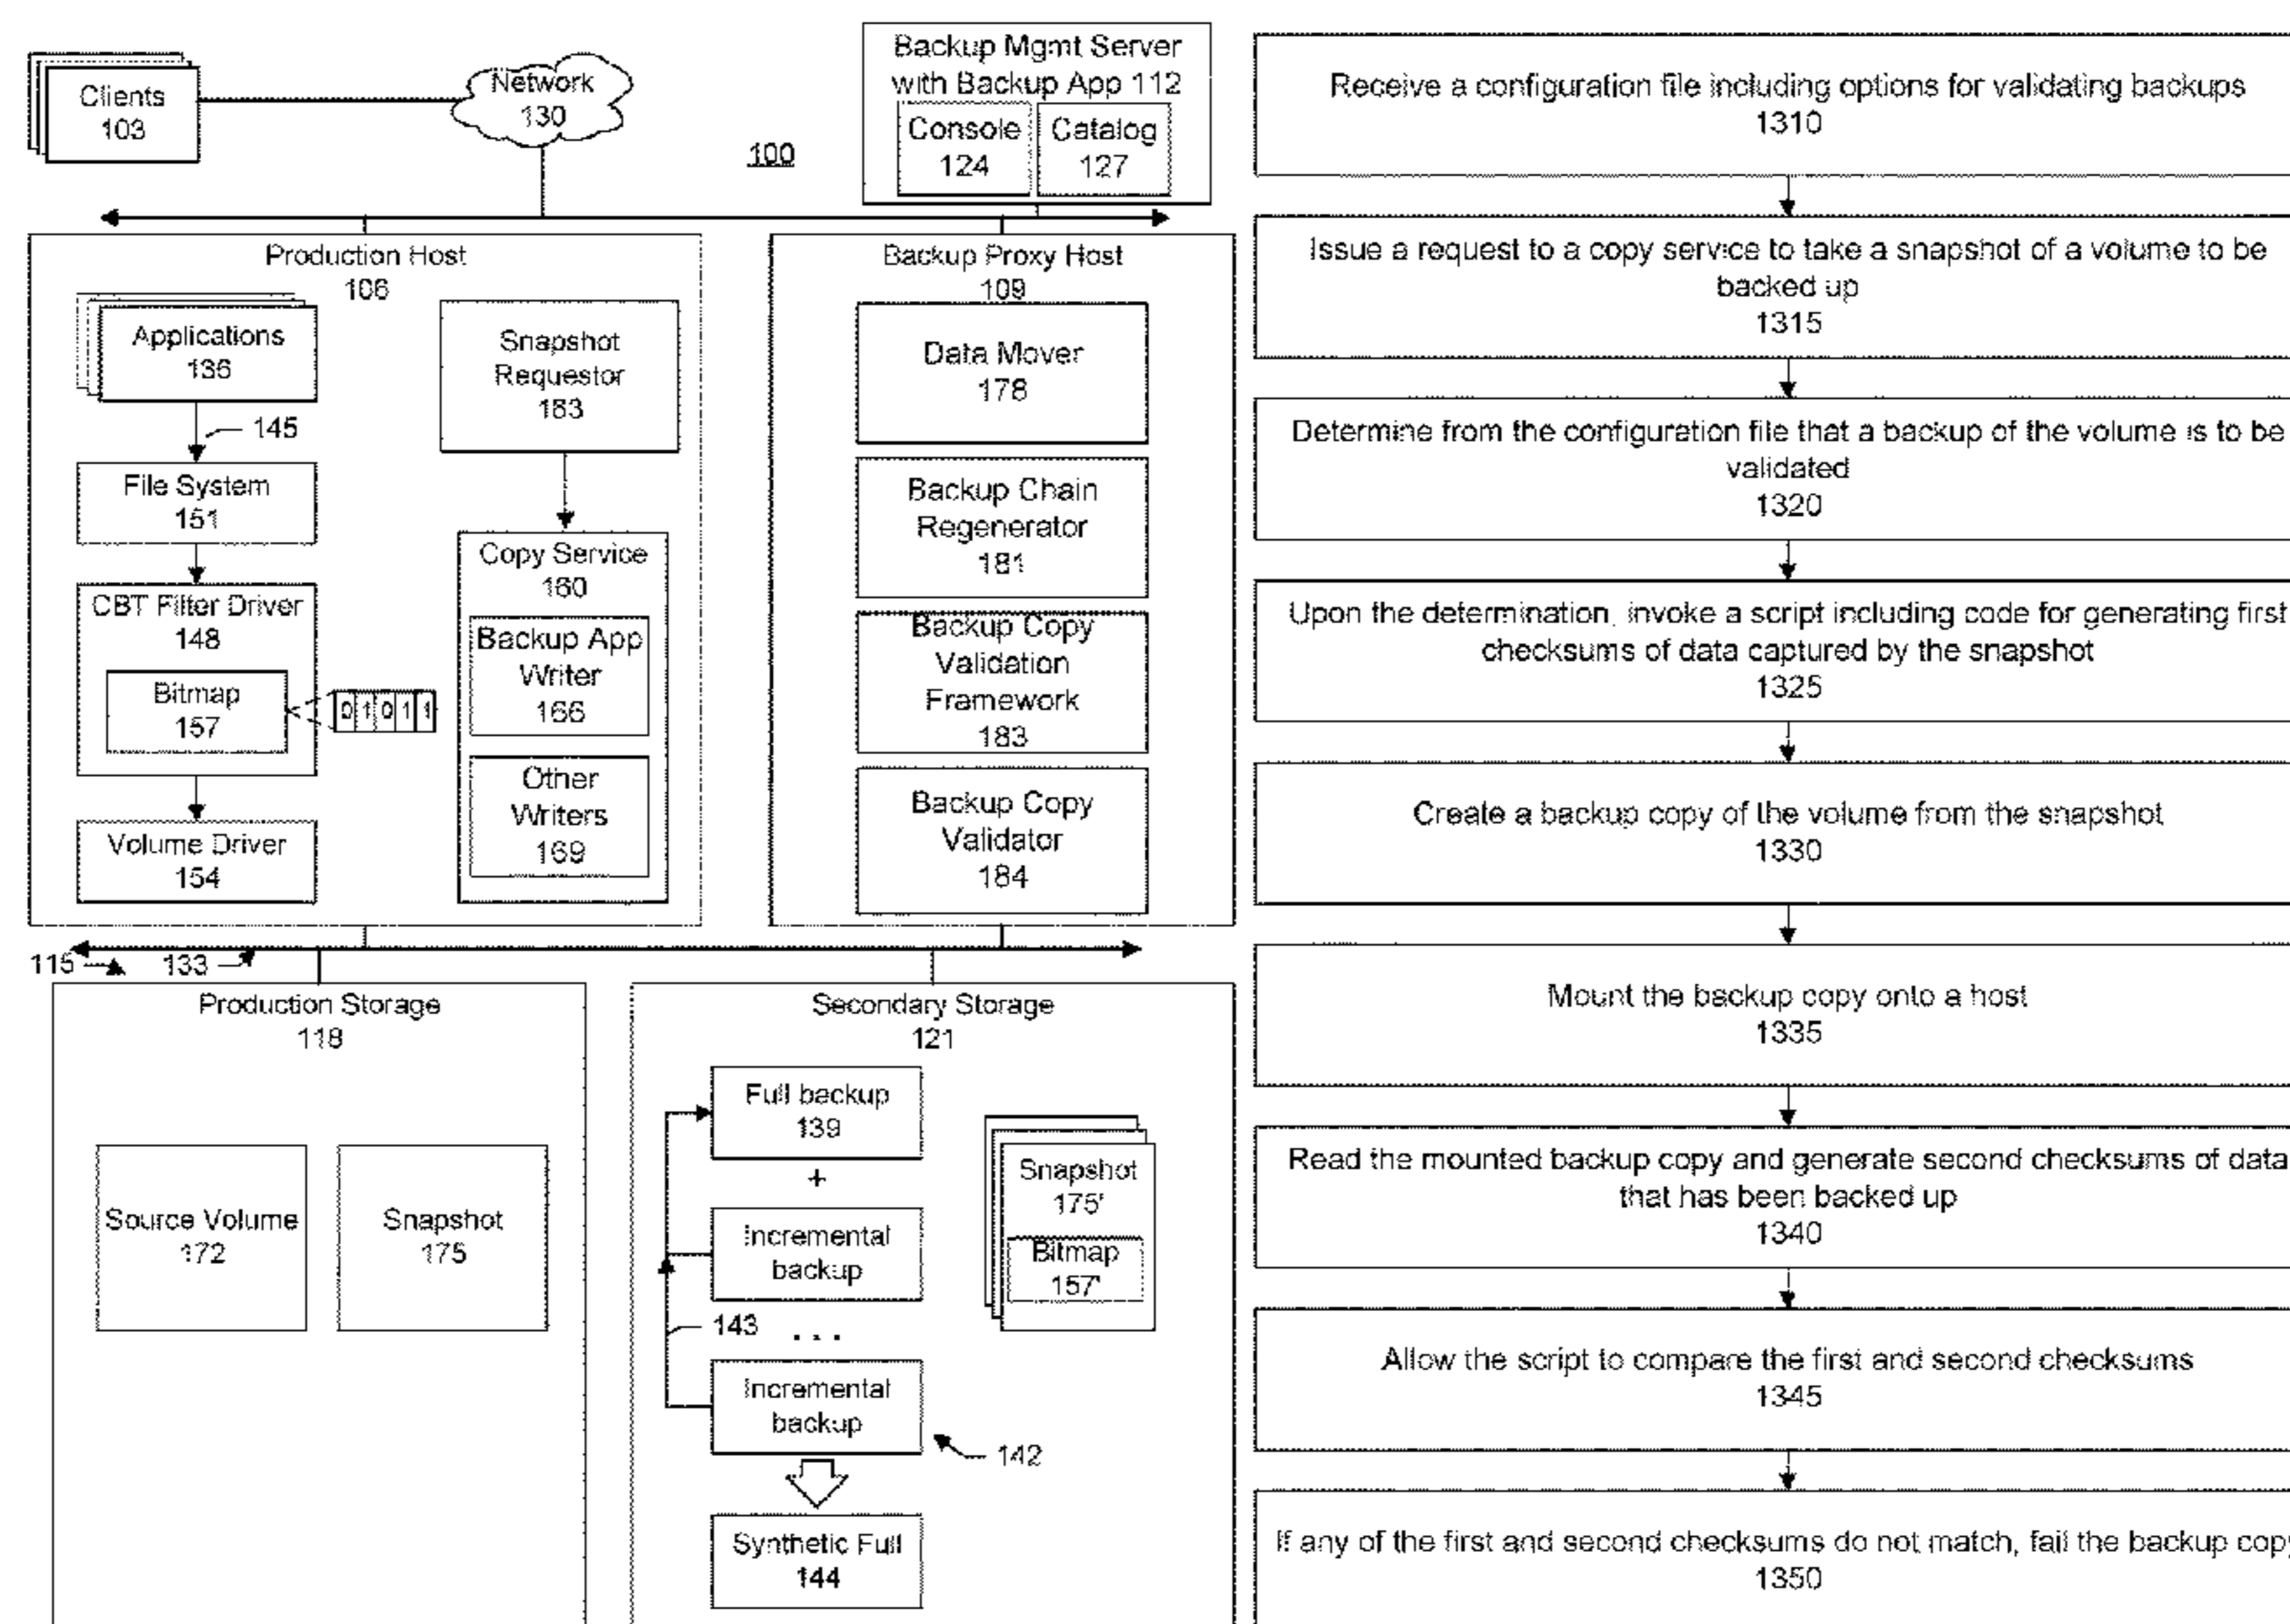 Clients
103
Network
130
100
Backup Mgmt Server
with Backup App 112
Console
124
Catalog
127
Production Host
106
Applications
136
145
File System
151
CBT Filter Driver
148
Bitmap
157
0 1 0 1 1
Volume Driver
154
Snapshot
Requestor
163
Copy Service
160
Backup App
Writer
166
Other
Writers
169
Backup Proxy Host
109
Data Mover
178
Backup Chain
Regenerator
181
Backup Copy
Validation
Framework
183
Backup Copy
Validator
184
115
133
Production Storage
118
Source Volume
172
Snapshot
175
Secondary Storage
121
Full backup
139
+
Incremental
backup
143
. . .
Incremental
backup
142
Synthetic Full
144
Snapshot
175'
Bitmap
157'
Receive a configuration file including options for validating backups
1310
Issue a request to a copy service to take a snapshot of a volume to be
backed up
1315
Determine from the configuration file that a backup of the volume is to be
validated
1320
Upon the determination, invoke a script including code for generating first
checksums of data captured by the snapshot
1325
Create a backup copy of the volume from the snapshot
1330
Mount the backup copy onto a host
1335
Read the mounted backup copy and generate second checksums of data
that has been backed up
1340
Allow the script to compare the first and second checksums
1345
If any of the first and second checksums do not match, fail the backup copy
1350